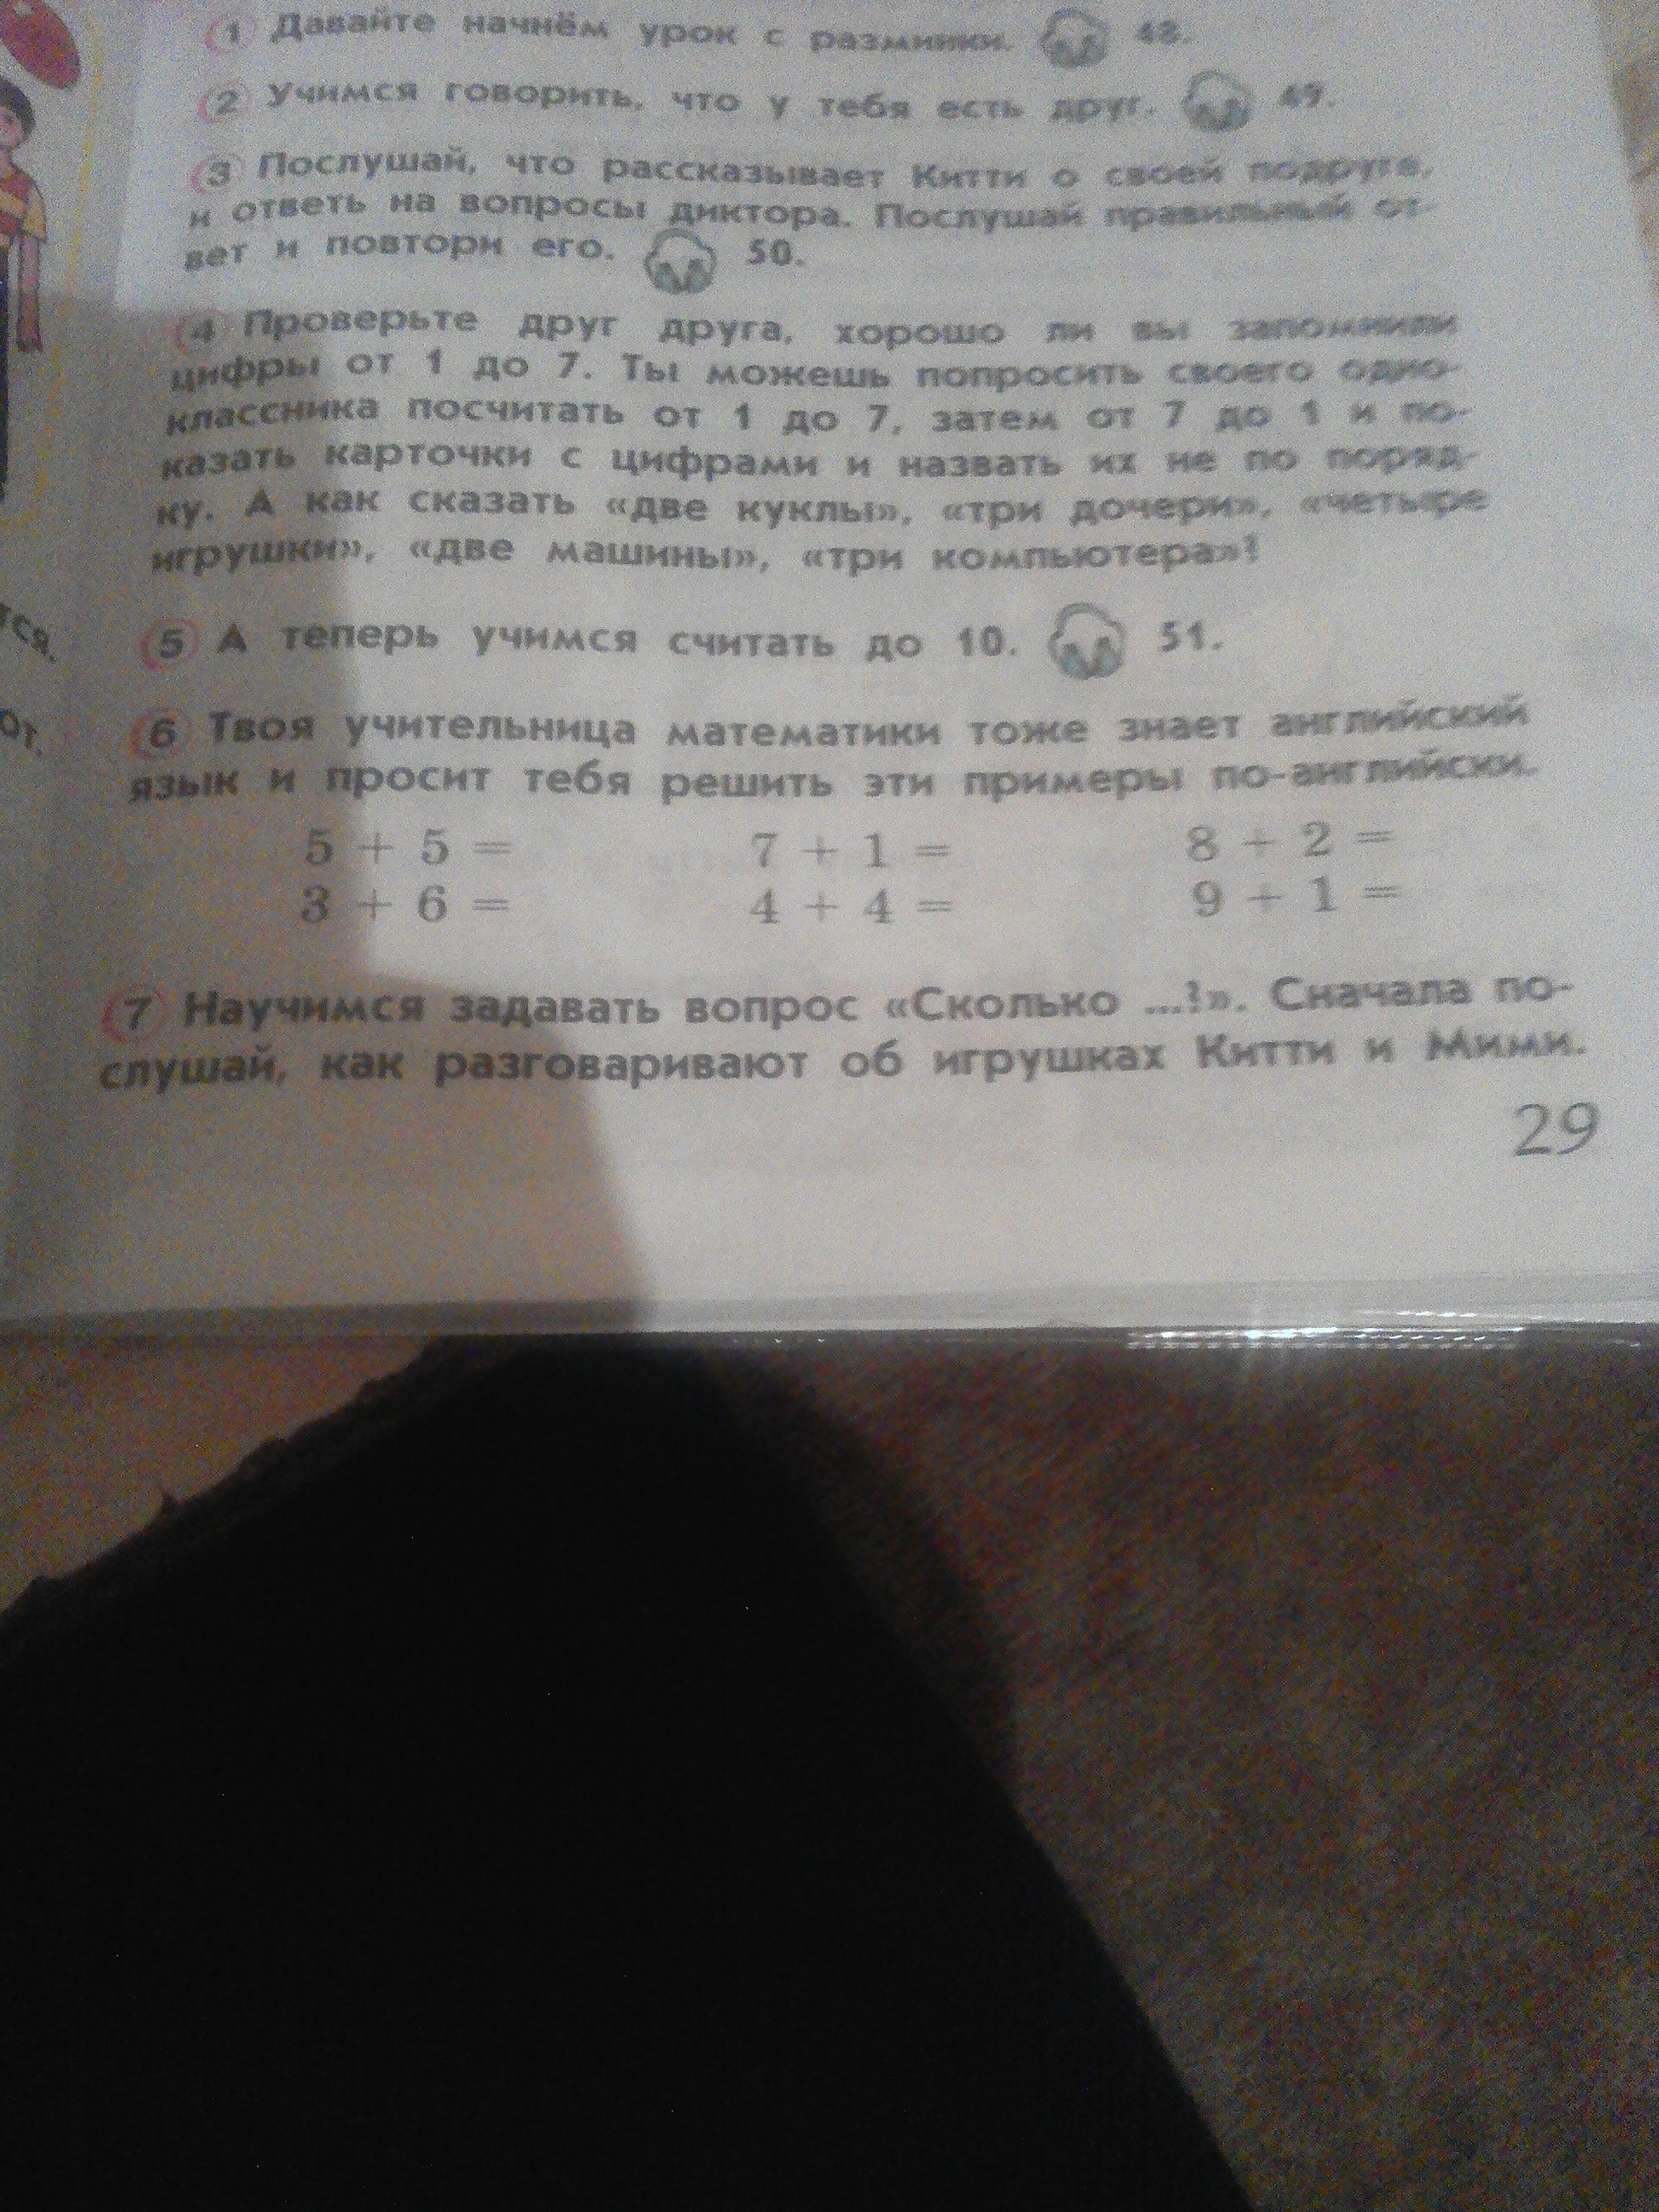 1 Давайте начнём урок с разминки. 48.
2 Учимся говорить, что у тебя есть друг. 49.
3 Послушай, что рассказывает Китти о своей подруге,
и ответь на вопросы диктора. Послушай правильный от-
вет и повтори его. 50.
4 Проверьте друг друга, хорошо ли вы запомнили
цифры от 1 до 7. Ты можешь попросить своего одно-
классника посчитать от 1 до 7, затем от 7 до 1 и по-
казать карточки с цифрами и назвать их не по поряд-
ку. А как сказать «две куклы», «три дочери», «четыре
игрушки», «две машины», «три компьютера»?
тся.
5 А теперь учимся считать до 10. 51.
от.
6 Твоя учительница математики тоже знает английский
язык и просит тебя решить эти примеры по-английски.
5 + 5 = 7 + 1 = 8 + 2 =
3 + 6 = 4 + 4 = 9 + 1 =
7 Научимся задавать вопрос «Сколько ...?». Сначала по-
слушай, как разговаривают об игрушках Китти и Мими.
29